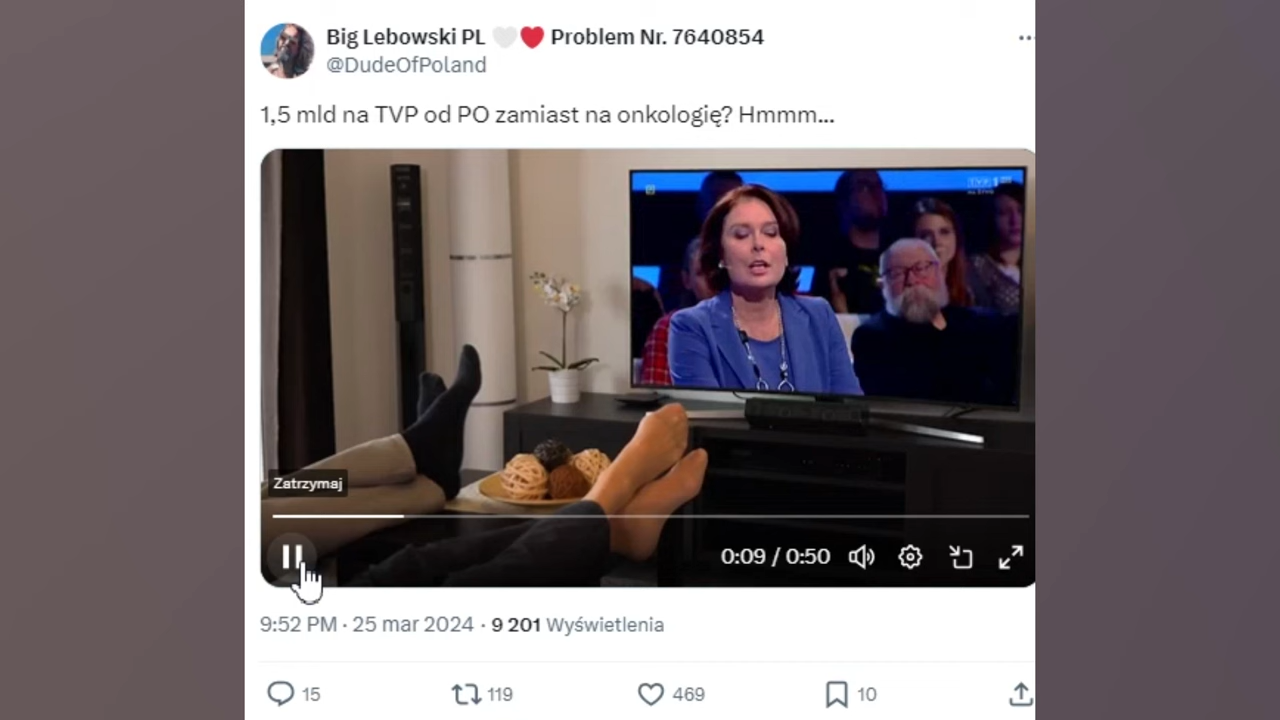 Big Lebowski PL 🤍❤️ Problem Nr. 7640854
@DudeOfPoland
1,5 mld na TVP od PO zamiast na onkologię? Hmmm...
Zatrzymaj
0:09 / 0:50
9:52 PM · 25 mar 2024 · 9 201 Wyświetlenia
15 119 469 10